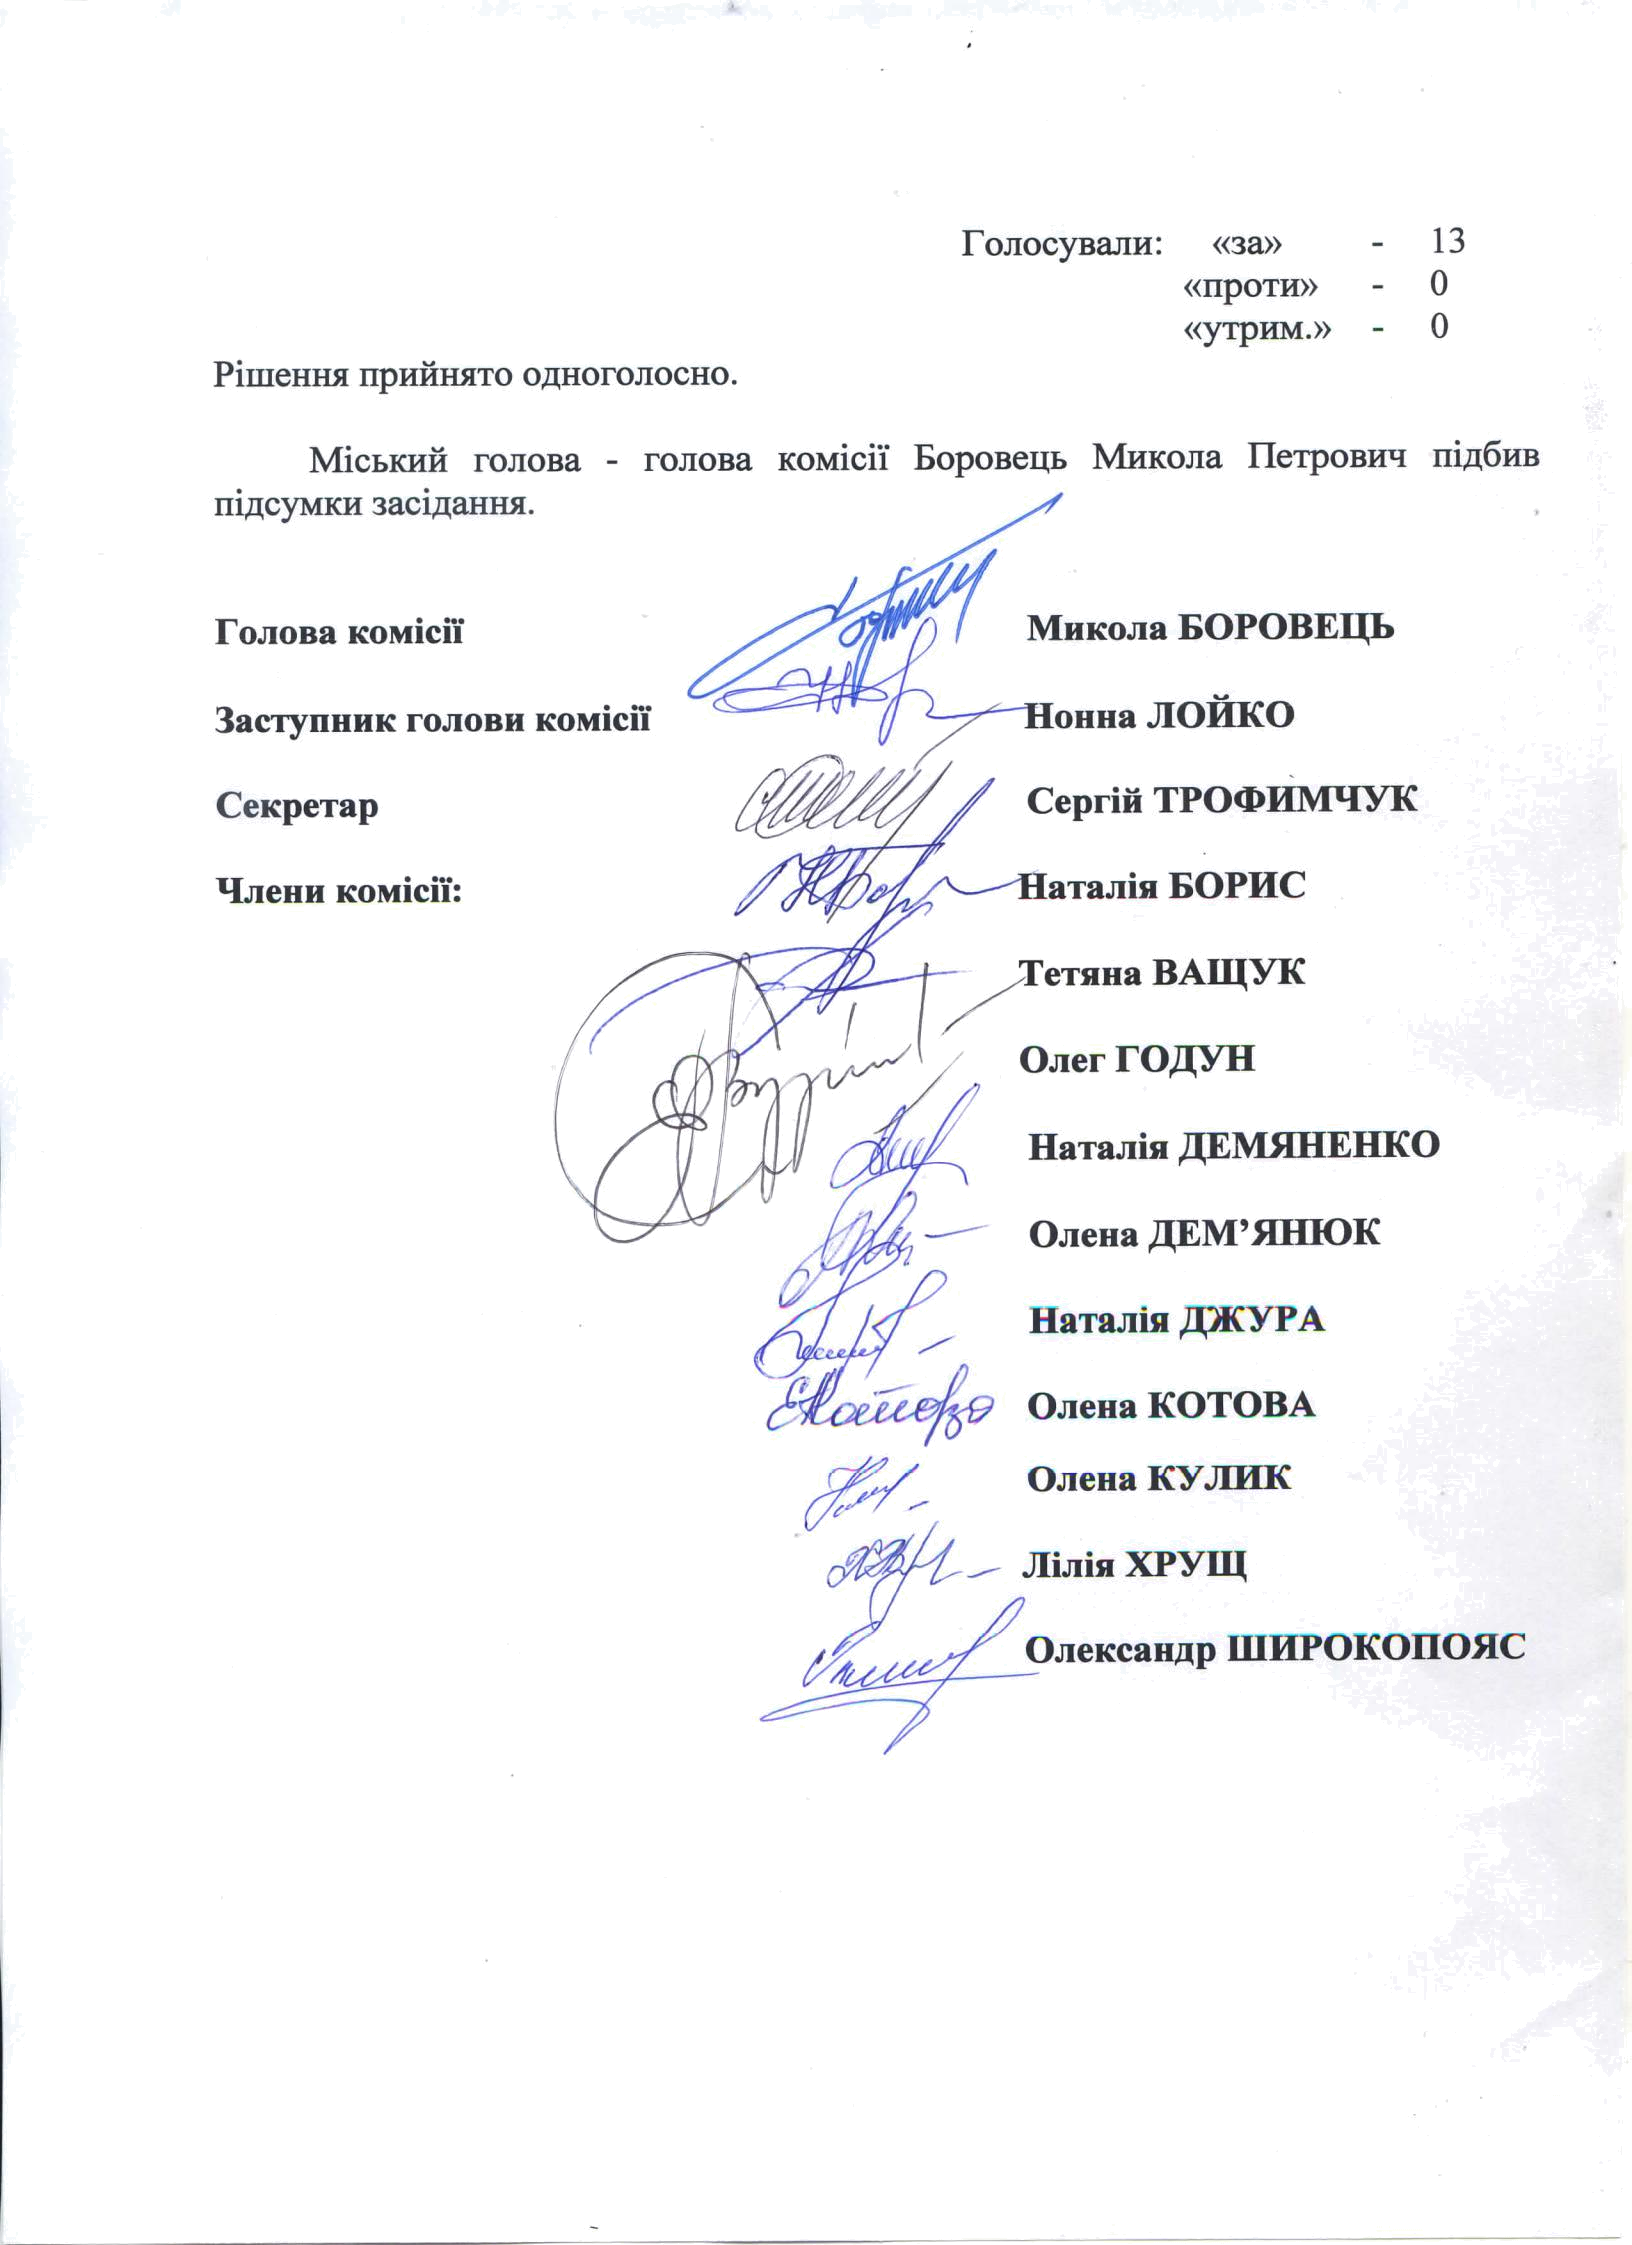 Голосували: «за» - 13
«проти» - 0
«утрим.» - 0
Рішення прийнято одноголосно.
Міський голова - голова комісії Боровець Микола Петрович підбив
підсумки засідання.
Голова комісії Микола БОРОВЕЦЬ
Заступник голови комісії Нонна ЛОЙКО
Секретар Сергій ТРОФИМЧУК
Члени комісії: Наталія БОРИС
Тетяна ВАЩУК
Олег ГОДУН
Наталія ДЕМЯНЕНКО
Олена ДЕМ’ЯНЮК
Наталія ДЖУРА
Олена КОТОВА
Олена КУЛИК
Лілія ХРУЩ
Олександр ШИРОКОПОЯС